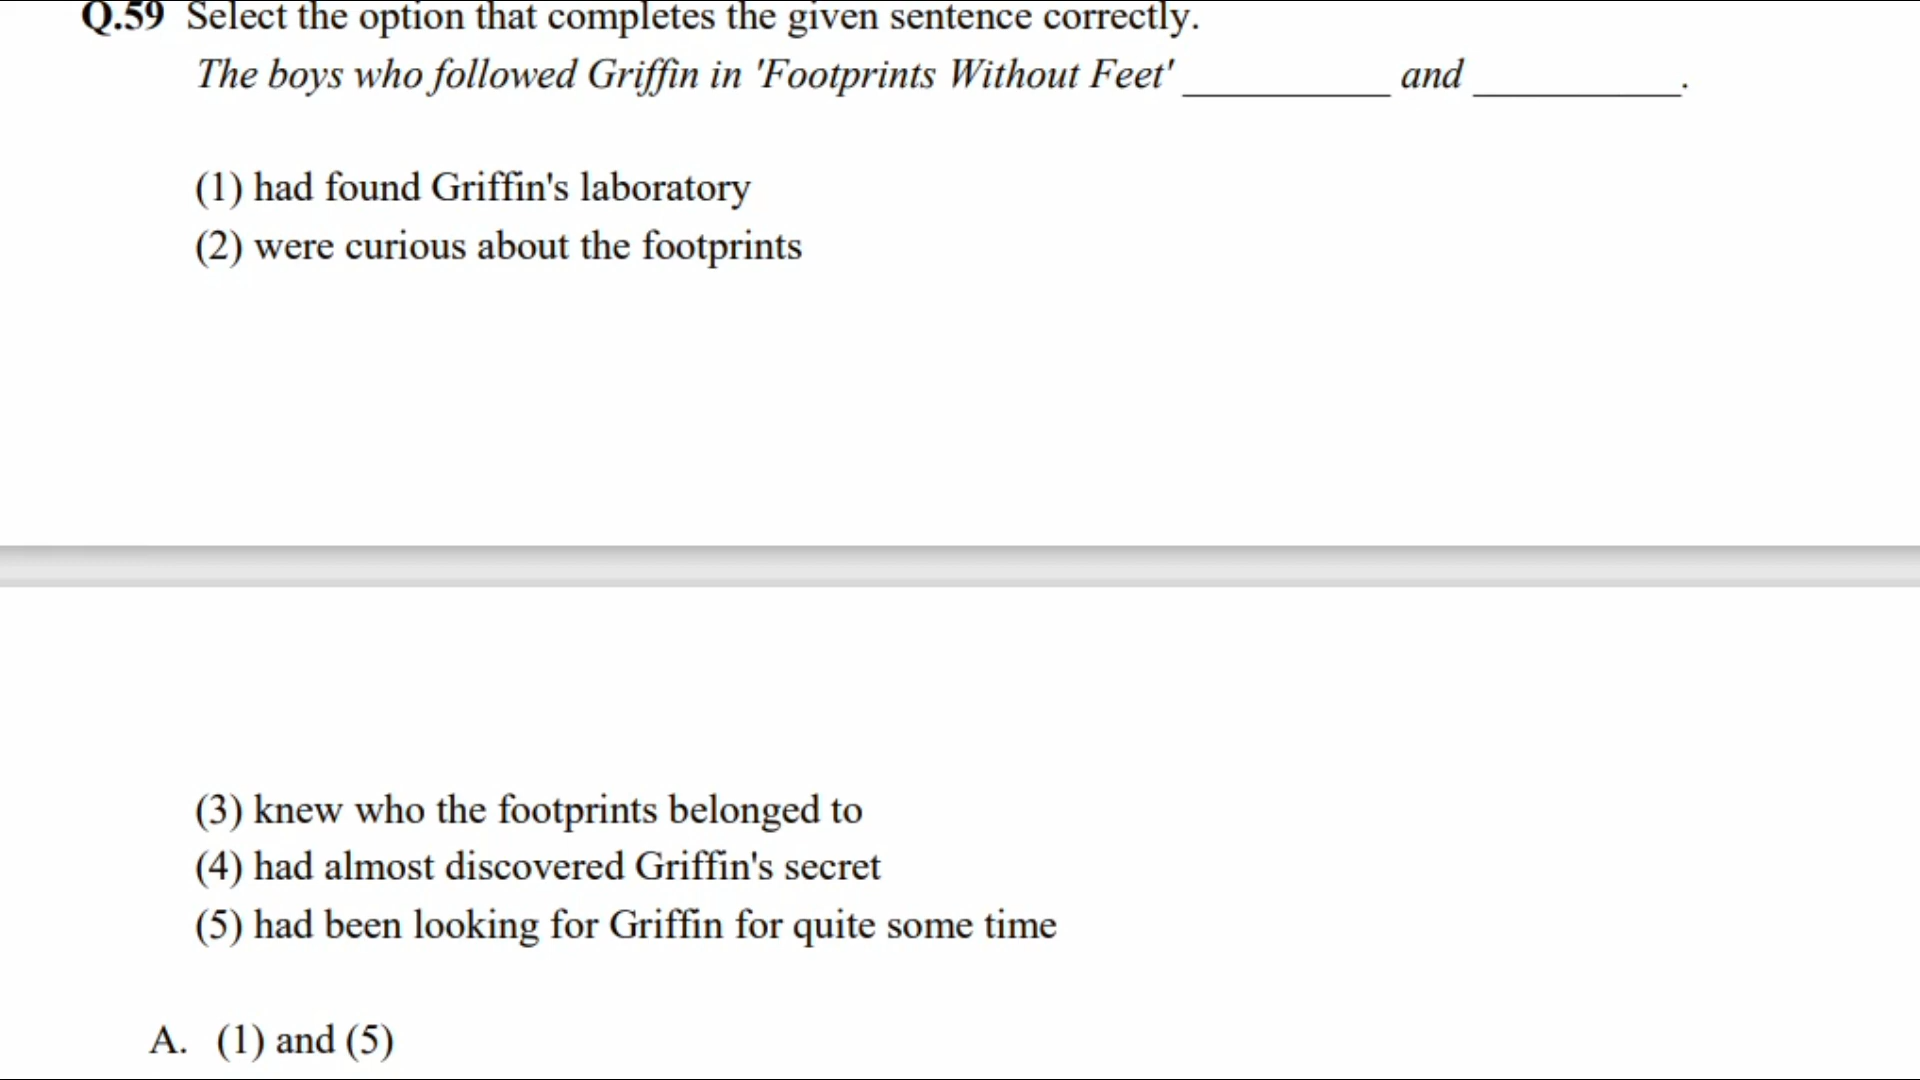 Q.59 Select the option that completes the given sentence correctly.
The boys who followed Griffin in 'Footprints Without Feet' __________ and __________.
(1) had found Griffin's laboratory
(2) were curious about the footprints
(3) knew who the footprints belonged to
(4) had almost discovered Griffin's secret
(5) had been looking for Griffin for quite some time
A. (1) and (5)